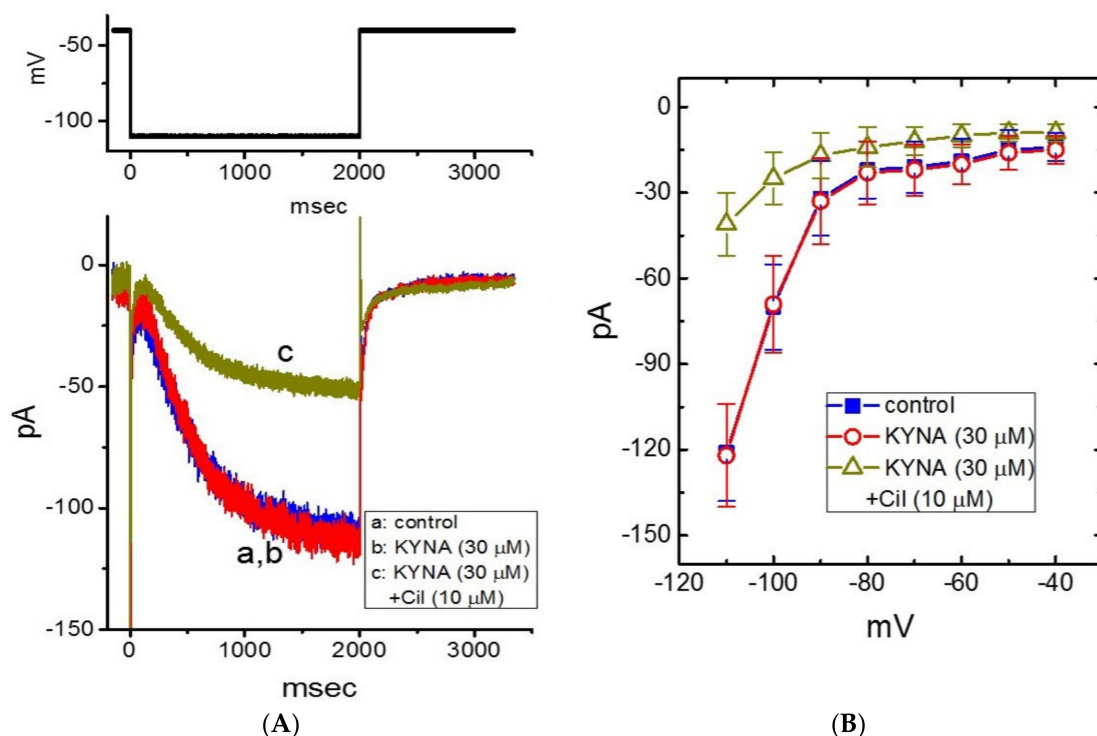 -50
-100
mV
0
1000
2000
3000
msec
0
-50
-100
-150
pA
c
a,b
a: control
b: KYNA (30 μM)
c: KYNA (30 μM)
+Cil (10 μM)
0
1000
2000
3000
msec
(A)
0
-30
-60
-90
-120
-150
pA
control
KYNA (30 μM)
KYNA (30 μM)
+Cil (10 μM)
-120
-100
-80
-60
-40
mV
(B)